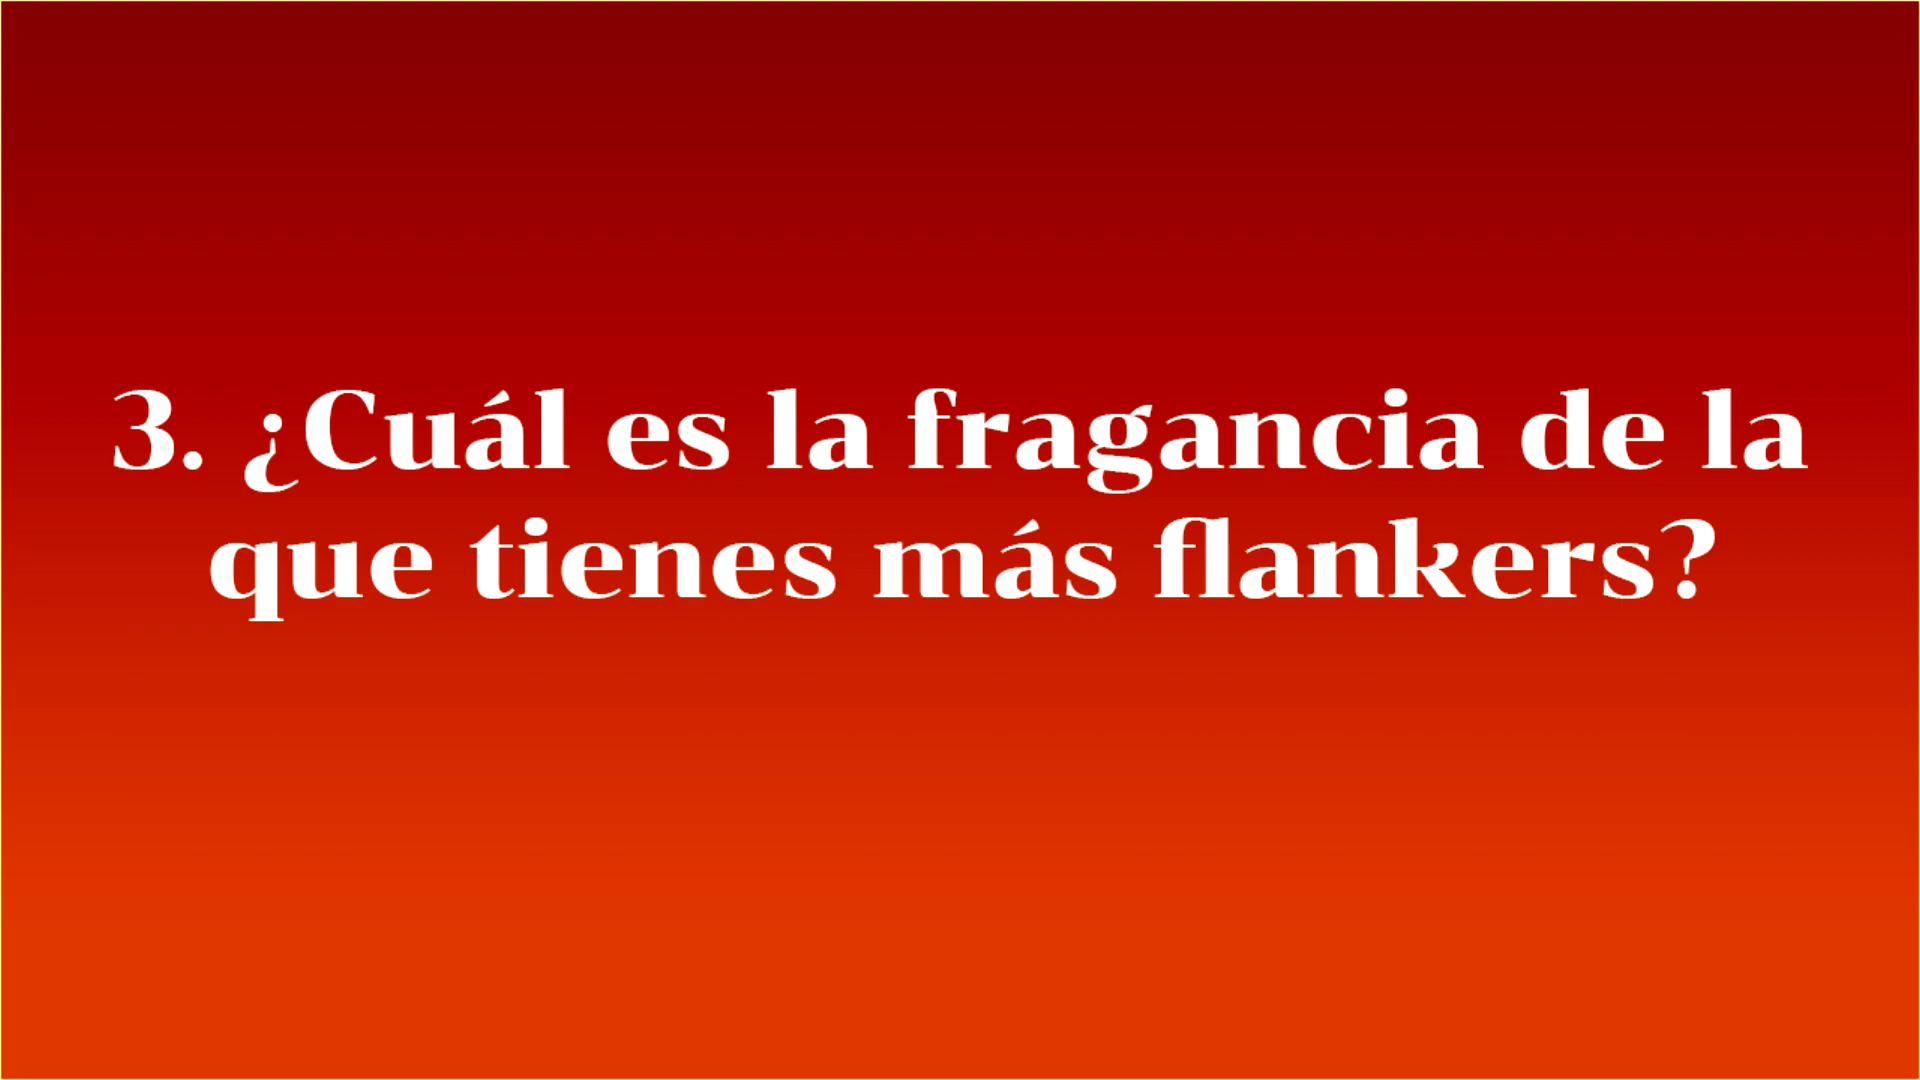 3. ¿Cuál es la fragancia de la
que tienes más flankers?